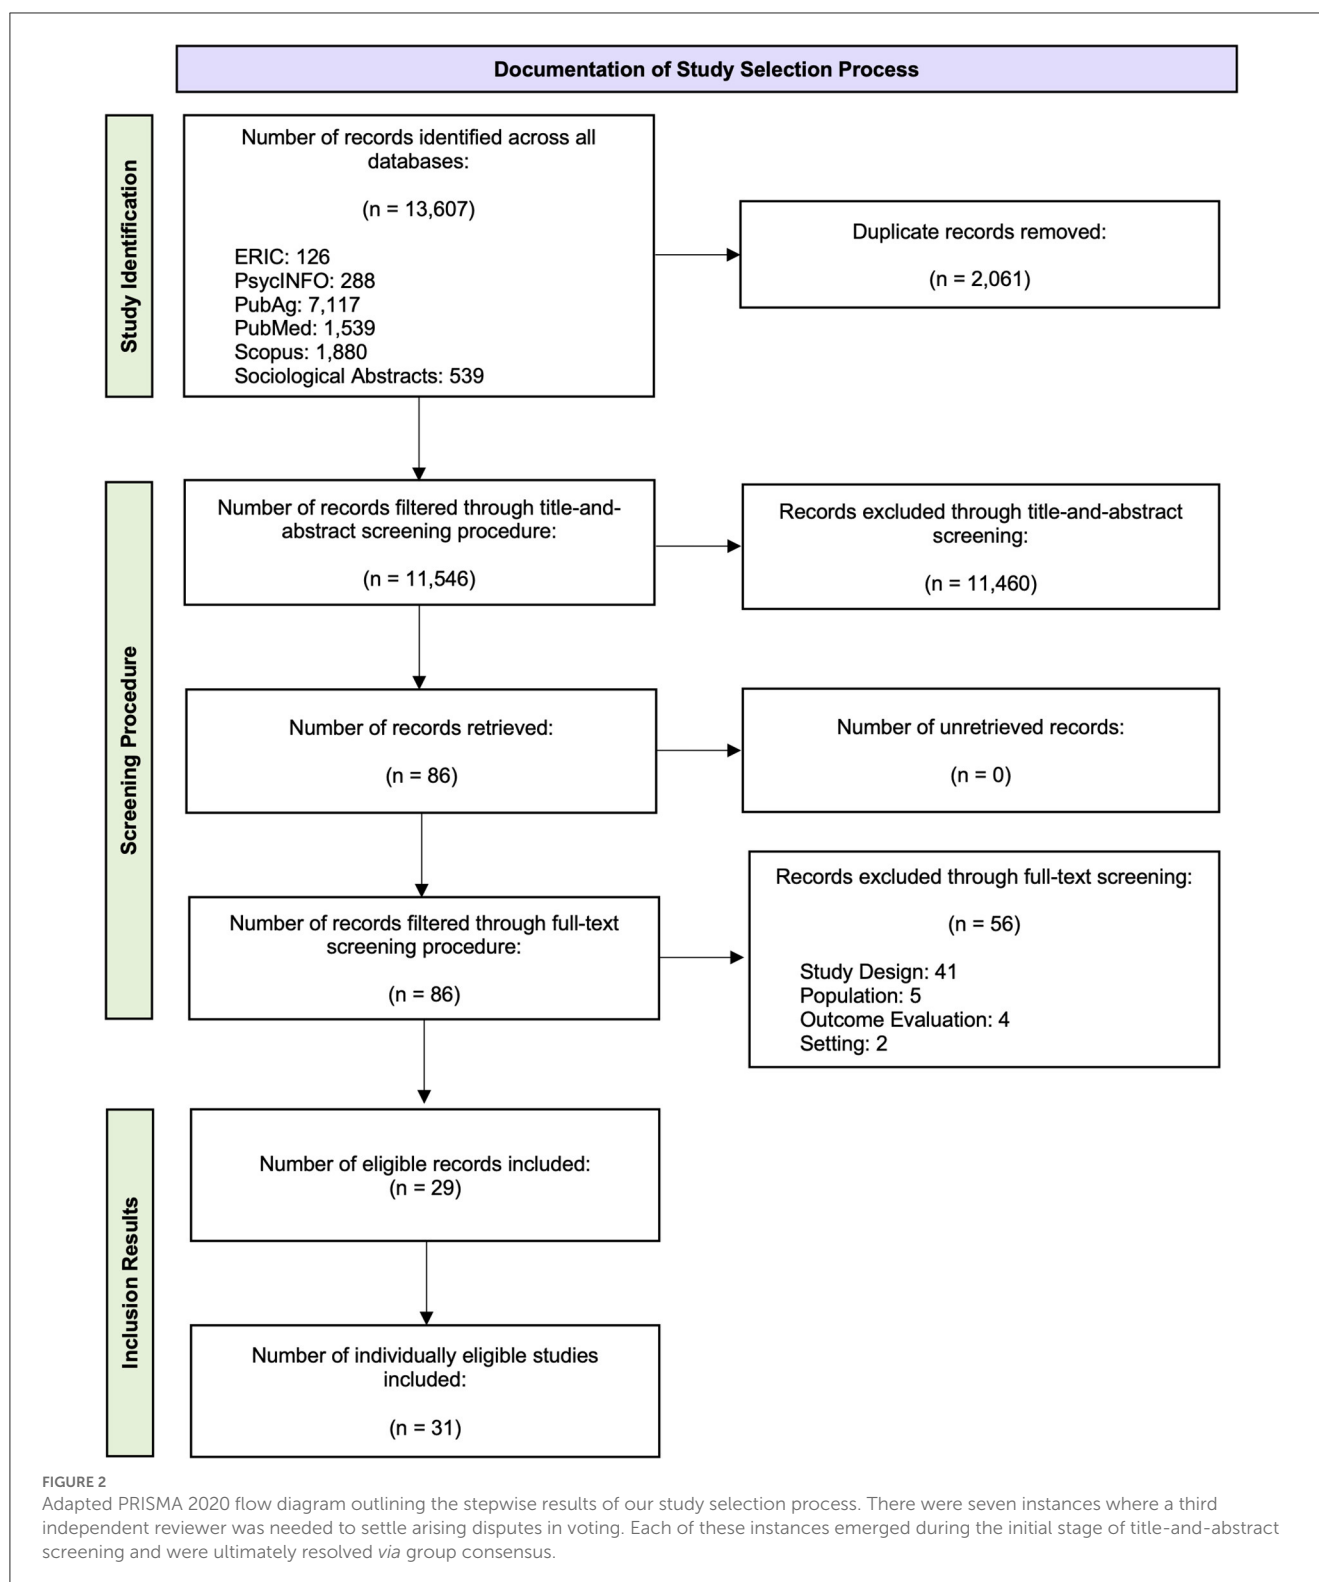 Documentation of Study Selection Process
Study Identification
Number of records identified across all
databases:
(n = 13,607)
ERIC: 126
PsycINFO: 288
PubAg: 7,117
PubMed: 1,539
Scopus: 1,880
Sociological Abstracts: 539
Duplicate records removed:
(n = 2,061)
Screening Procedure
Number of records filtered through title-and-
abstract screening procedure:
(n = 11,546)
Records excluded through title-and-abstract
screening:
(n = 11,460)
Number of records retrieved:
(n = 86)
Number of unretrieved records:
(n = 0)
Number of records filtered through full-text
screening procedure:
(n = 86)
Records excluded through full-text screening:
(n = 56)
Study Design: 41
Population: 5
Outcome Evaluation: 4
Setting: 2
Inclusion Results
Number of eligible records included:
(n = 29)
Number of individually eligible studies
included:
(n = 31)
FIGURE 2
Adapted PRISMA 2020 flow diagram outlining the stepwise results of our study selection process. There were seven instances where a third
independent reviewer was needed to settle arising disputes in voting. Each of these instances emerged during the initial stage of title-and-abstract
screening and were ultimately resolved via group consensus.